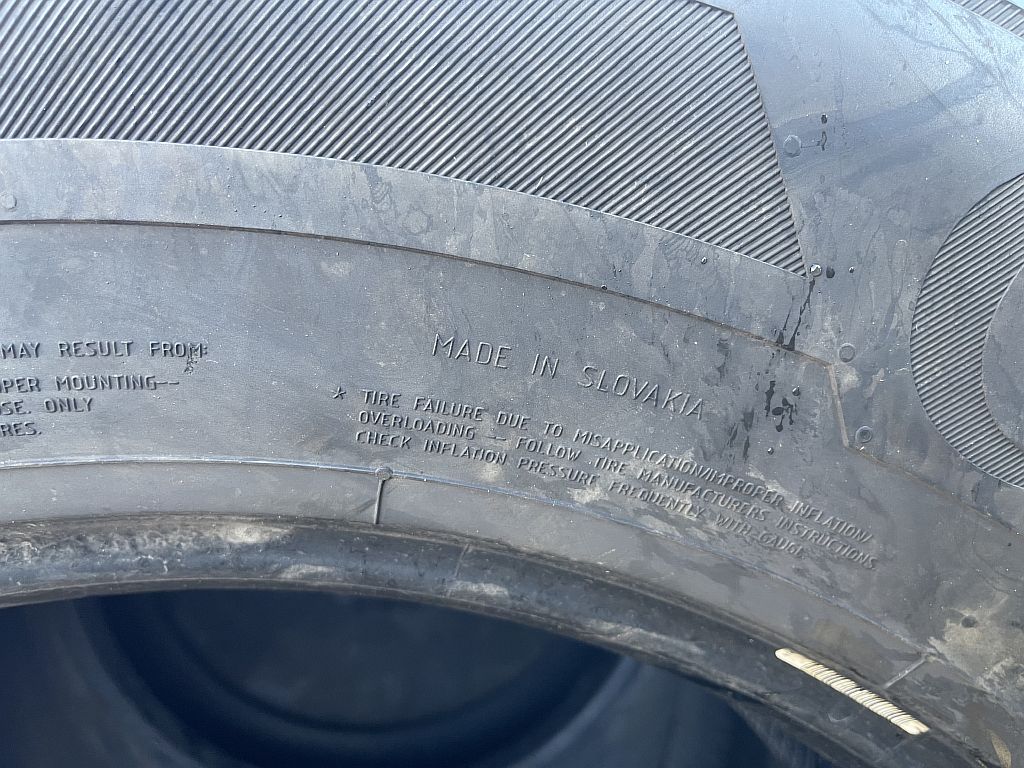 MAY RESULT FROM:
PER MOUNTING--
SE. ONLY
RES.
MADE IN SLOVAKIA
* TIRE FAILURE DUE TO MISAPPLICATION/IMPROPER INFLATION/
OVERLOADING -- FOLLOW TIRE MANUFACTURERS INSTRUCTIONS.
CHECK INFLATION PRESSURE FREQUENTLY WITH GAUGE.